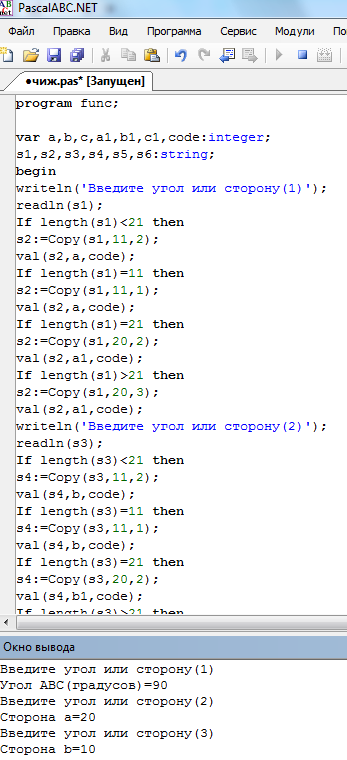 PascalABC.NET
Файл Правка Вид Программа Сервис Модули Помощь
●чиж.pas* [Запущен]
program func;
var a,b,c,a1,b1,c1,code:integer;
s1,s2,s3,s4,s5,s6:string;
begin
writeln('Введите угол или сторону(1)');
readln(s1);
If length(s1)<21 then
s2:=Copy(s1,11,2);
val(s2,a,code);
If length(s1)=11 then
s2:=Copy(s1,11,1);
val(s2,a,code);
If length(s1)=21 then
s2:=Copy(s1,20,2);
val(s2,a1,code);
If length(s1)>21 then
s2:=Copy(s1,20,3);
val(s2,a1,code);
writeln('Введите угол или сторону(2)');
readln(s3);
If length(s3)<21 then
s4:=Copy(s3,11,2);
val(s4,b,code);
If length(s3)=11 then
s4:=Copy(s3,11,1);
val(s4,b,code);
If length(s3)=21 then
s4:=Copy(s3,20,2);
val(s4,b1,code);
If length(s3)>21 then
Окно вывода
Введите угол или сторону(1)
Угол ABC(градусов)=90
Введите угол или сторону(2)
Сторона a=20
Введите угол или сторону(3)
Сторона b=10